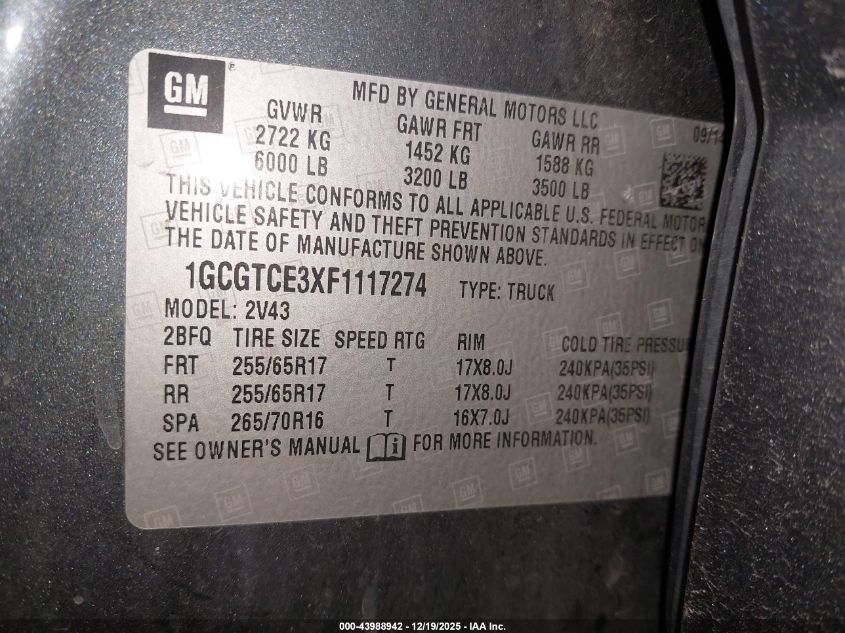 GM
MFD BY GENERAL MOTORS LLC
GVWR GAWR FRT GAWR RR 09/14
2722 KG 1452 KG 1588 KG
6000 LB 3200 LB 3500 LB
THIS VEHICLE CONFORMS TO ALL APPLICABLE U.S. FEDERAL MOTOR
VEHICLE SAFETY AND THEFT PREVENTION STANDARDS IN EFFECT ON
THE DATE OF MANUFACTURE SHOWN ABOVE.
1GCGTCE3XF1117274 TYPE: TRUCK
MODEL: 2V43
2BFQ TIRE SIZE SPEED RTG RIM COLD TIRE PRESSU
FRT 255/65R17 T 17X8.0J 240KPA(35PSI)
RR 255/65R17 T 17X8.0J 240KPA(35PSI)
SPA 265/70R16 T 16X7.0J 240KPA(35PSI)
SEE OWNER'S MANUAL FOR MORE INFORMATION.
000-43988942 - 12/19/2025 - IAA Inc.